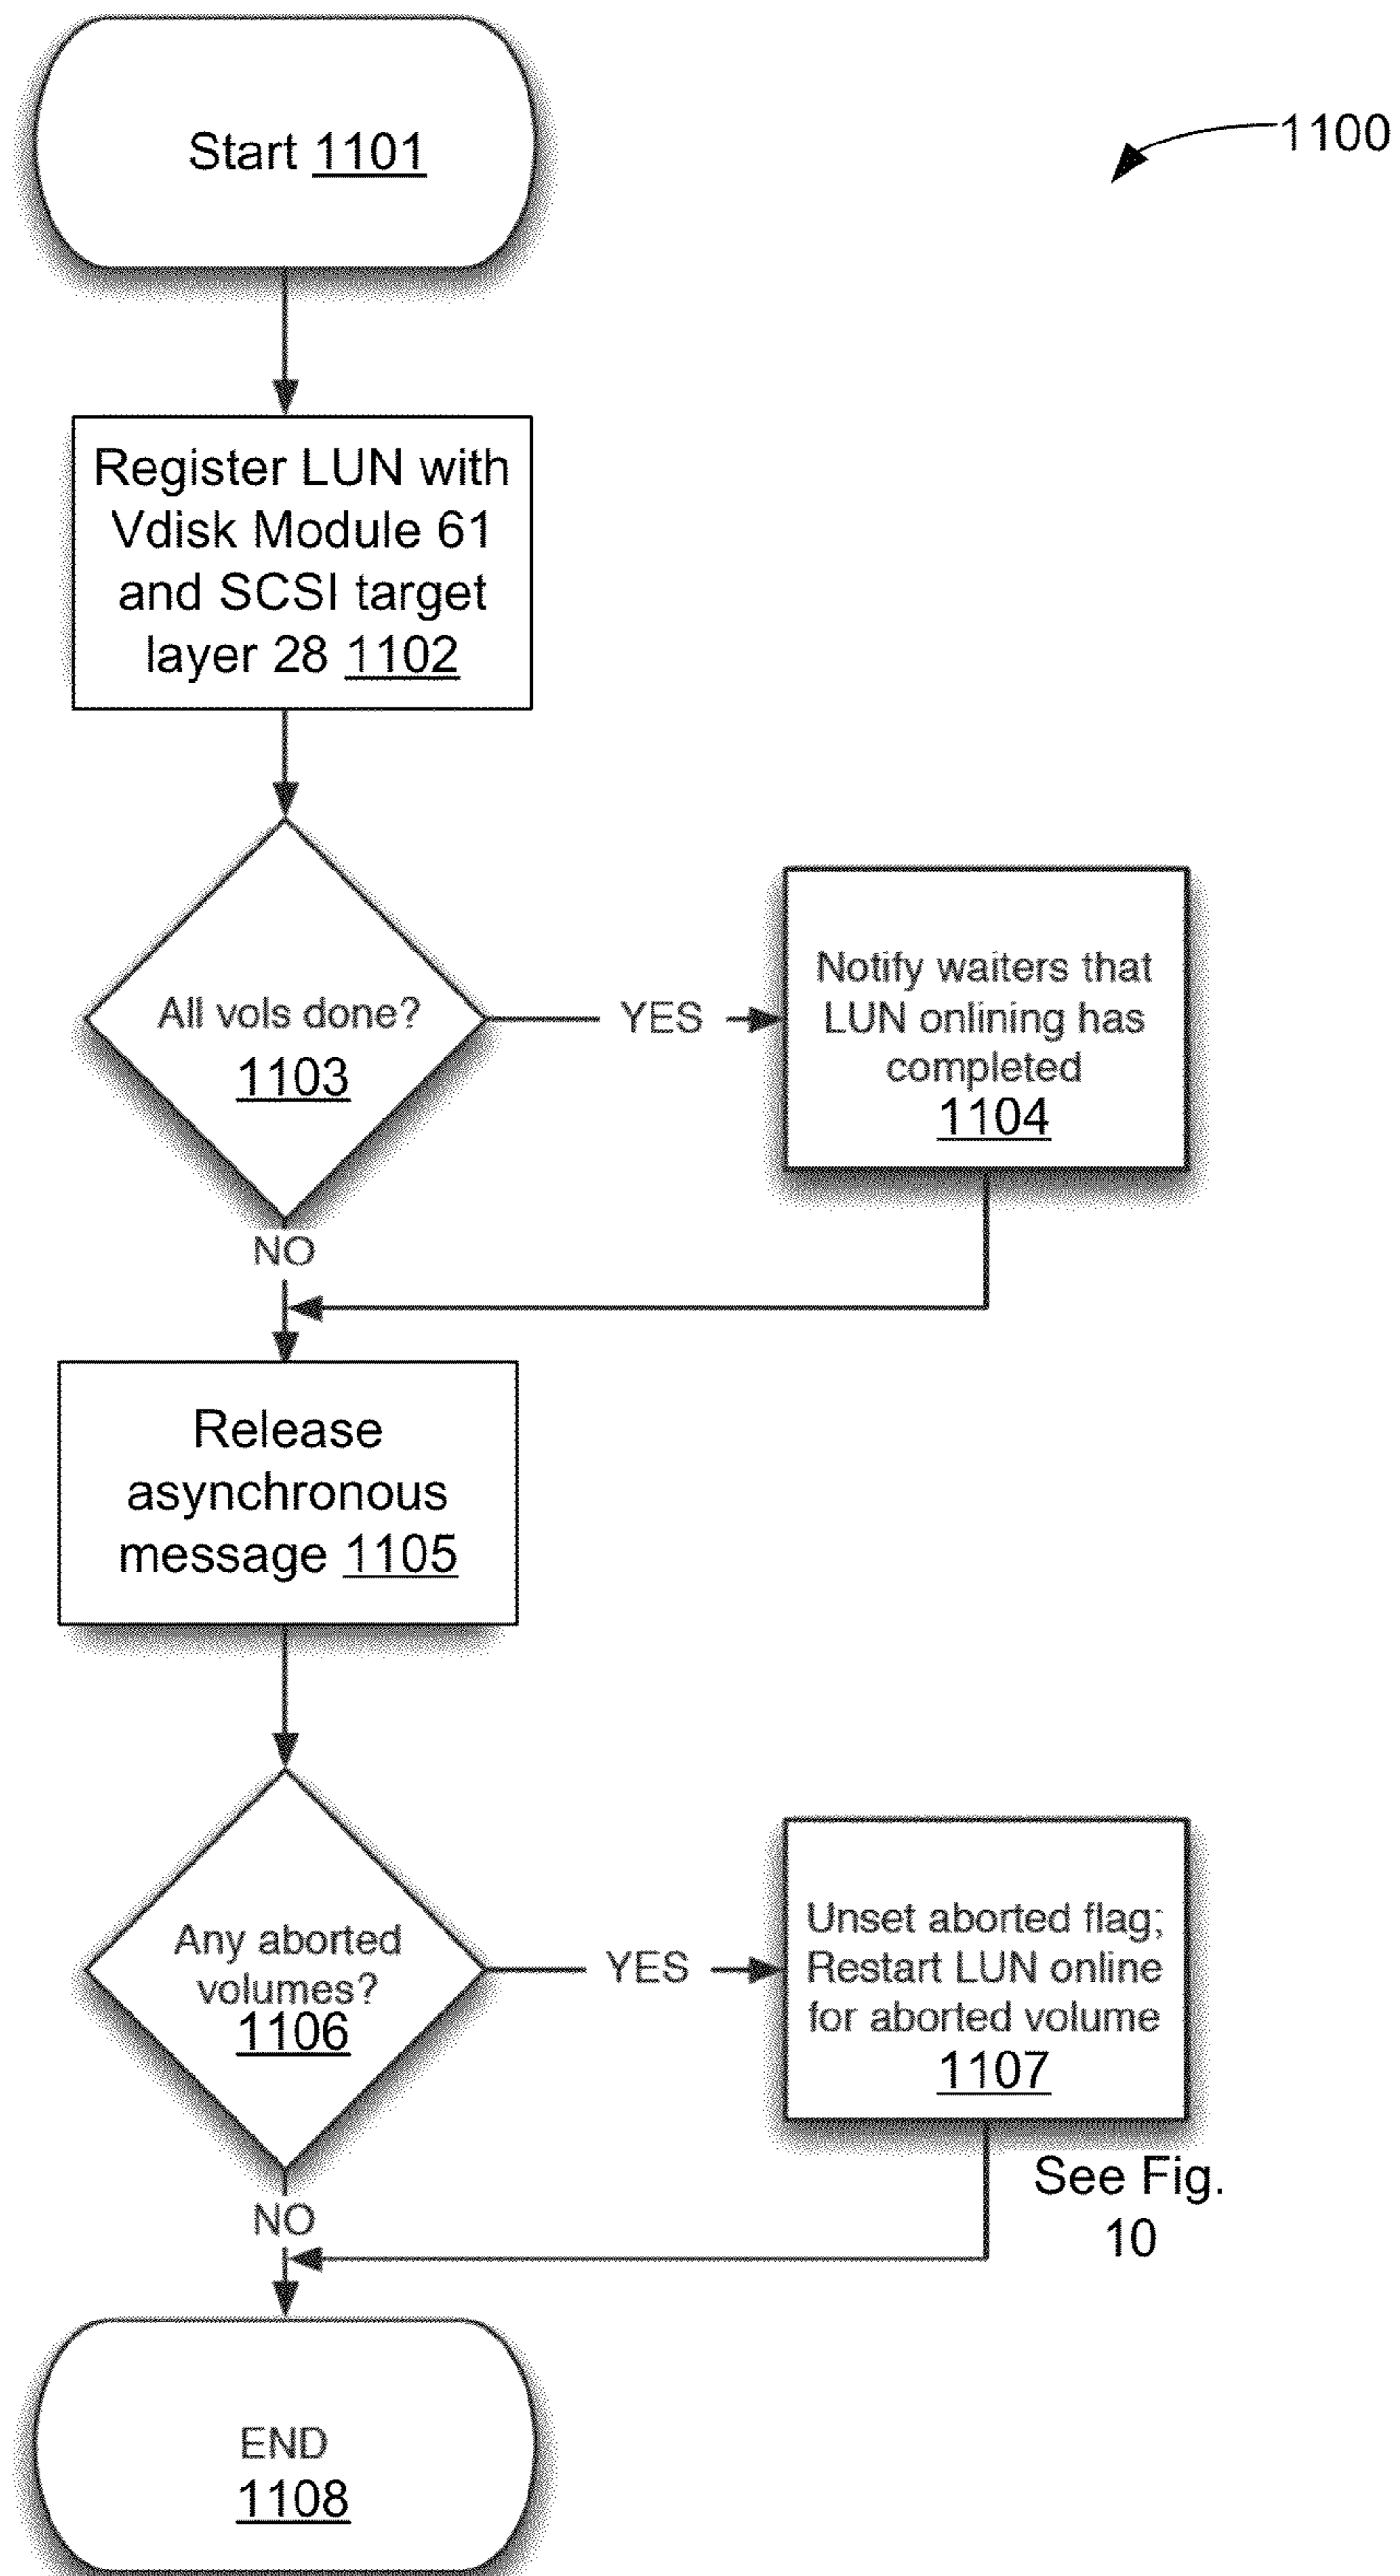 Start 1101
1100
Register LUN with
Vdisk Module 61
and SCSI target
layer 28 1102
All vols done?
1103
YES
Notify waiters that
LUN onlining has
completed
1104
NO
Release
asynchronous
message 1105
Any aborted
volumes?
1106
YES
Unset aborted flag;
Restart LUN online
for aborted volume
1107
See Fig.
10
NO
END
1108